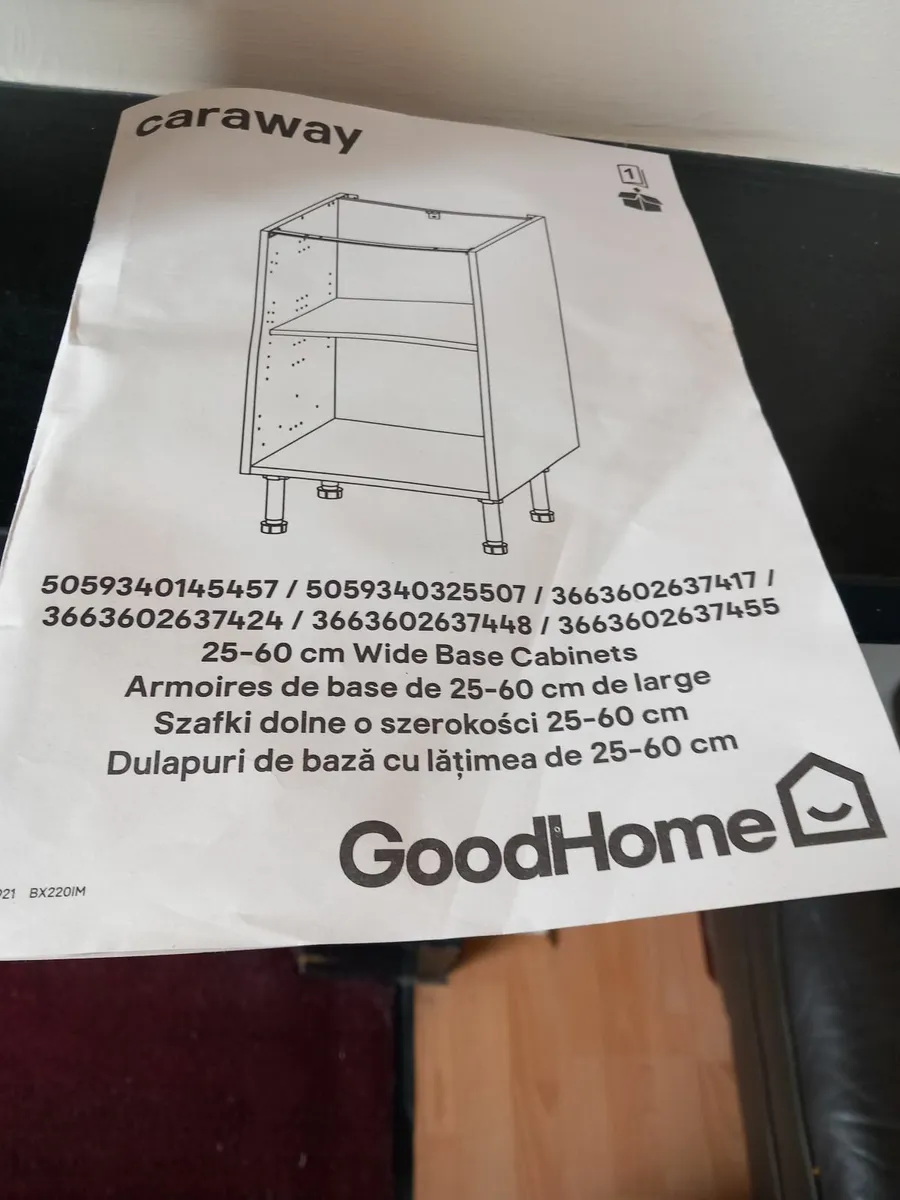 caraway
1
5059340145457 / 5059340325507 / 3663602637417 /
3663602637424 / 3663602637448 / 3663602637455
25-60 cm Wide Base Cabinets
Armoires de base de 25-60 cm de large
Szafki dolne o szerokości 25-60 cm
Dulapuri de bază cu lățimea de 25-60 cm
GoodHome
21 BX220IM